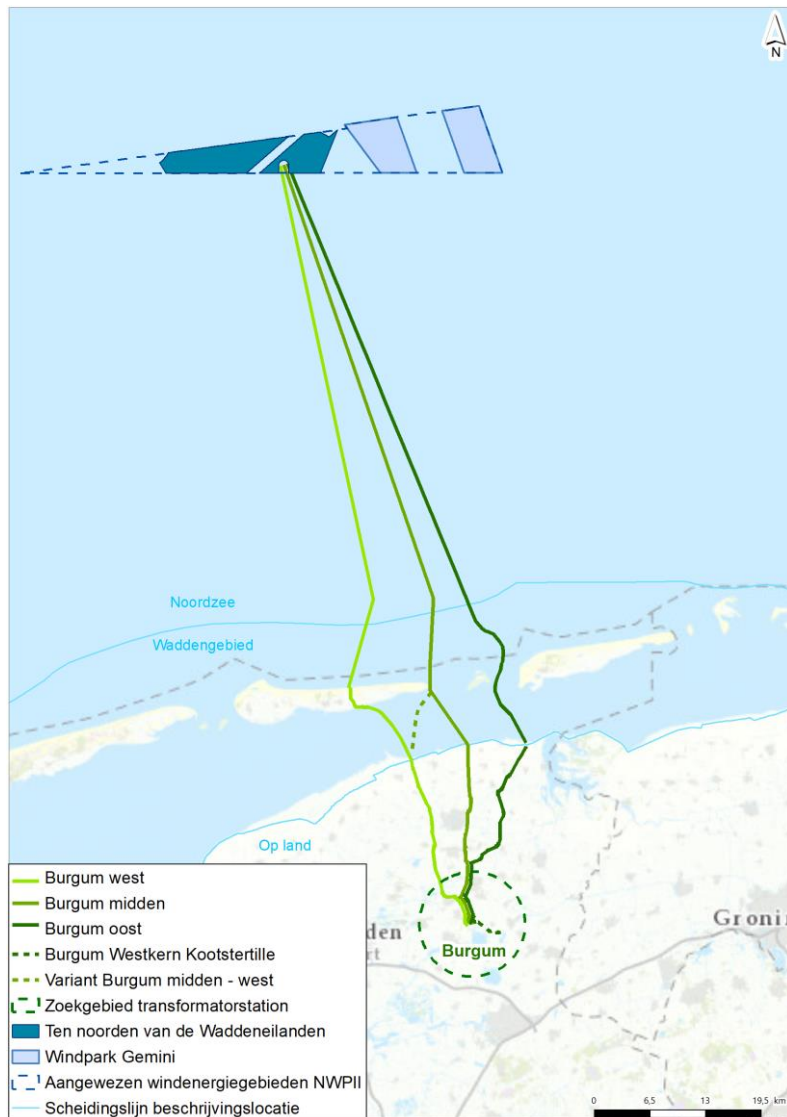 N
Noordzee
Waddengebied
Op land
den
rt
Burgum
Gronin
Burgum west
Burgum midden
Burgum oost
Burgum Westkern Kootstertille
Variant Burgum midden - west
Zoekgebied transformatorstation
Ten noorden van de Waddeneilanden
Windpark Gemini
Aangewezen windenergiegebieden NWPII
Scheidingslijn beschrijvingslocatie
0 6,5 13 19,5 km